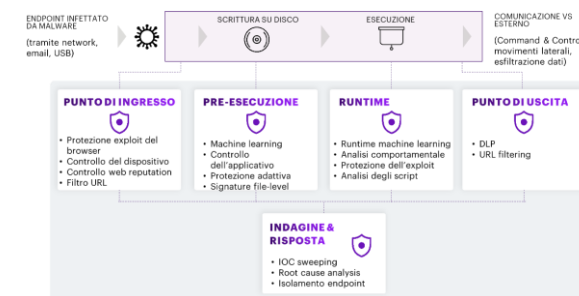 ENDPOINT INFETTATO
DA MALWARE
(tramite network,
email, USB)
SCRITTURA SU DISCO
ESECUZIONE
COMUNICAZIONE VS
ESTERNO
(Command & Contro
movimenti laterali,
esfiltrazione dati)
PUNTO DI INGRESSO
• Protezione exploit del
browser
• Controllo del dispositivo
• Controllo web reputation
• Filtro URL
PRE-ESECUZIONE
• Machine learning
• Controllo
dell'applicativo
• Protezione adattiva
• Signature file-level
RUNTIME
• Runtime machine learning
• Analisi comportamentale
• Protezione dell'exploit
• Analisi degli script
PUNTO DI USCITA
• DLP
• URL filtering
INDAGINE &
RISPOSTA
• IOC sweeping
• Root cause analysis
• Isolamento endpoint